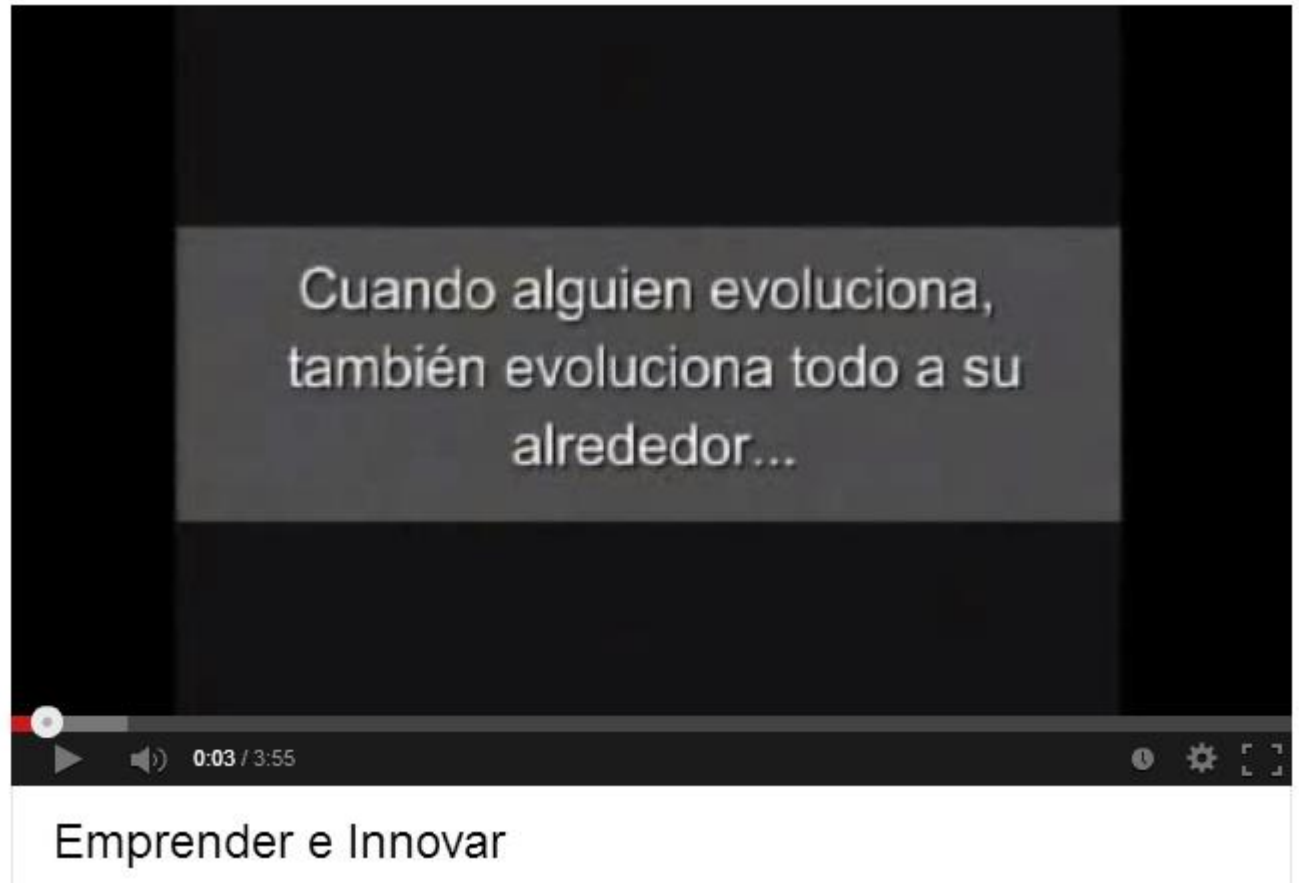 Cuando alguien evoluciona,
también evoluciona todo a su
alrededor...
0:03 / 3:55
Emprender e Innovar